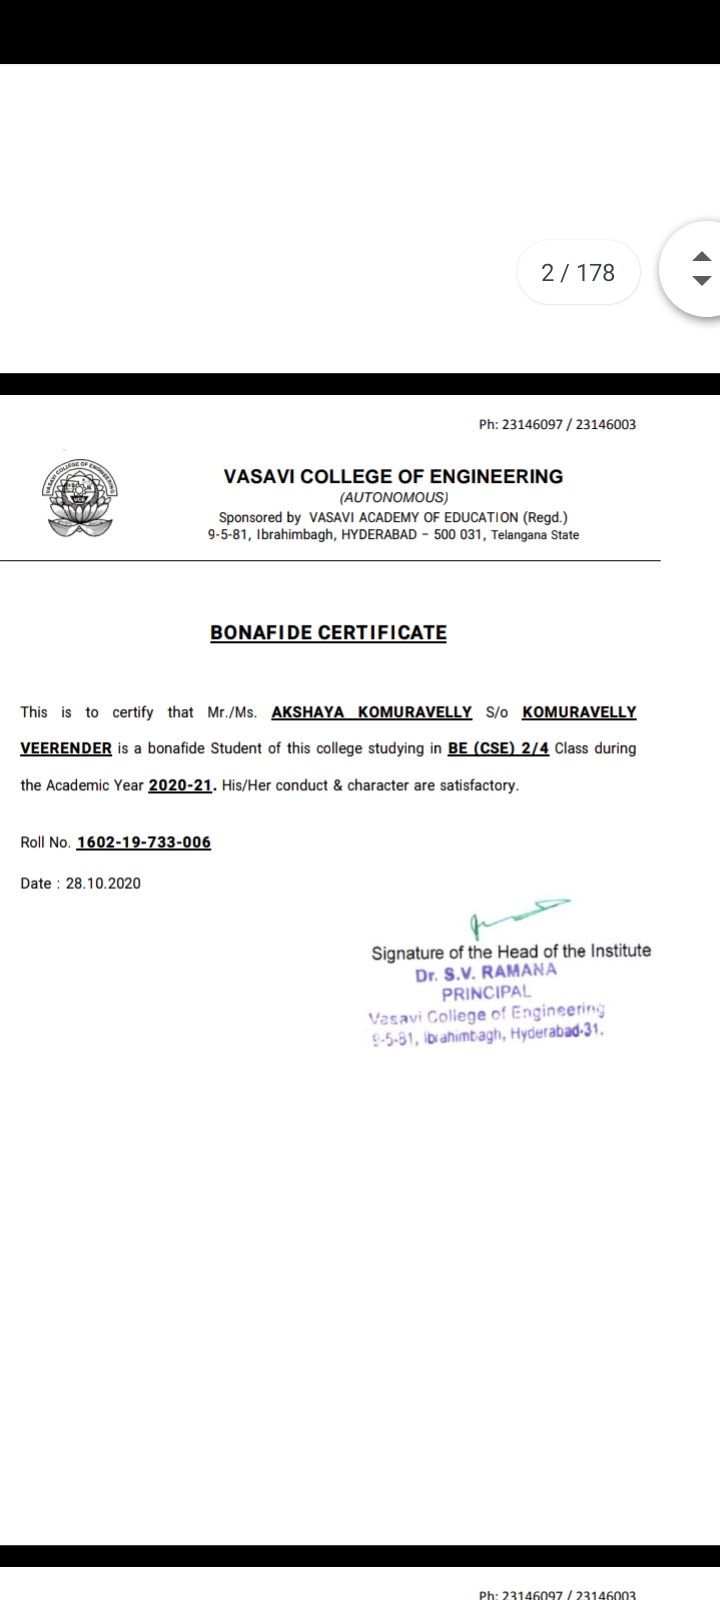 2 / 178
Ph: 23146097 / 23146003
VASAVI COLLEGE OF ENGINEERING
VASAVI COLLEGE OF ENGINEERING
(AUTONOMOUS)
Sponsored by VASAVI ACADEMY OF EDUCATION (Regd.)
9-5-81, Ibrahimbagh, HYDERABAD – 500 031, Telangana State
BONAFIDE CERTIFICATE
This is to certify that Mr./Ms. AKSHAYA KOMURAVELLY S/o KOMURAVELLY
VEERENDER is a bonafide Student of this college studying in BE (CSE) 2/4 Class during
the Academic Year 2020-21. His/Her conduct & character are satisfactory.
Roll No. 1602-19-733-006
Date : 28.10.2020
Signature of the Head of the Institute
Dr. S.V. RAMANA
PRINCIPAL
Vasavi College of Engineering
9-5-81, Ibrahimbagh, Hyderabad-31.
Ph: 23146097 / 23146003